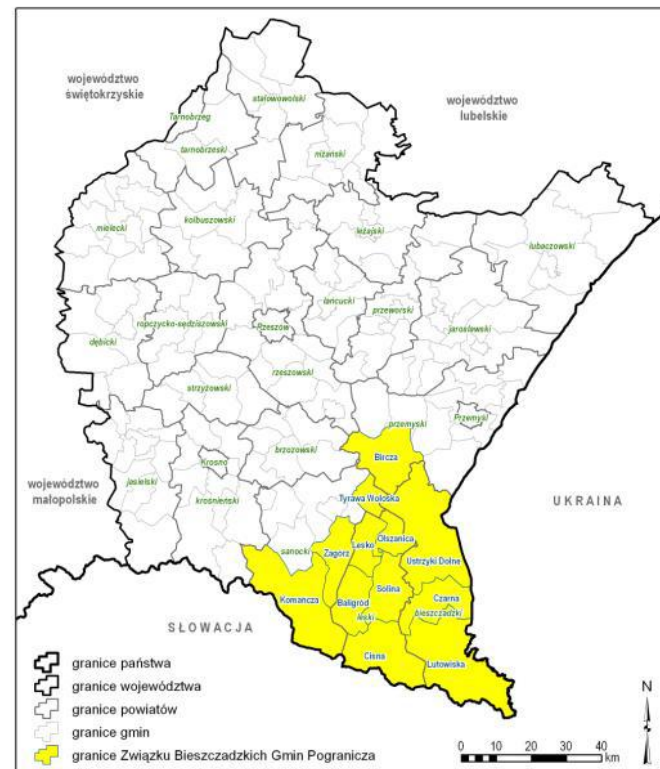 województwo
świętokrzyskie
województwo
lubelskie
stalowowolski
Tarnobrzeg
tarnobrzeski
niżański
mielecki
kolbuszowski
leżajski
lubaczowski
ropczycko-sędziszowski
Rzeszów
łańcucki
przeworski
jarosławski
dębicki
strzyżowski
rzeszowski
przemyski
Przemyśl
brzozowski
Bircza
Krosno
jasielski
województwo
małopolskie
krośnieński
Tyrawa Wołoska
UKRAINA
sanocki
Zagórz
Lesko
Olszanica
Ustrzyki Dolne
Komańcza
Baligród
Solina
Czarna
leski
bieszczadzki
SŁOWACJA
Cisna
Lutowiska
granice państwa
granice województwa
granice powiatów
granice gmin
granice Związku Bieszczadzkich Gmin Pogranicza
N
0 10 20 30 40
km